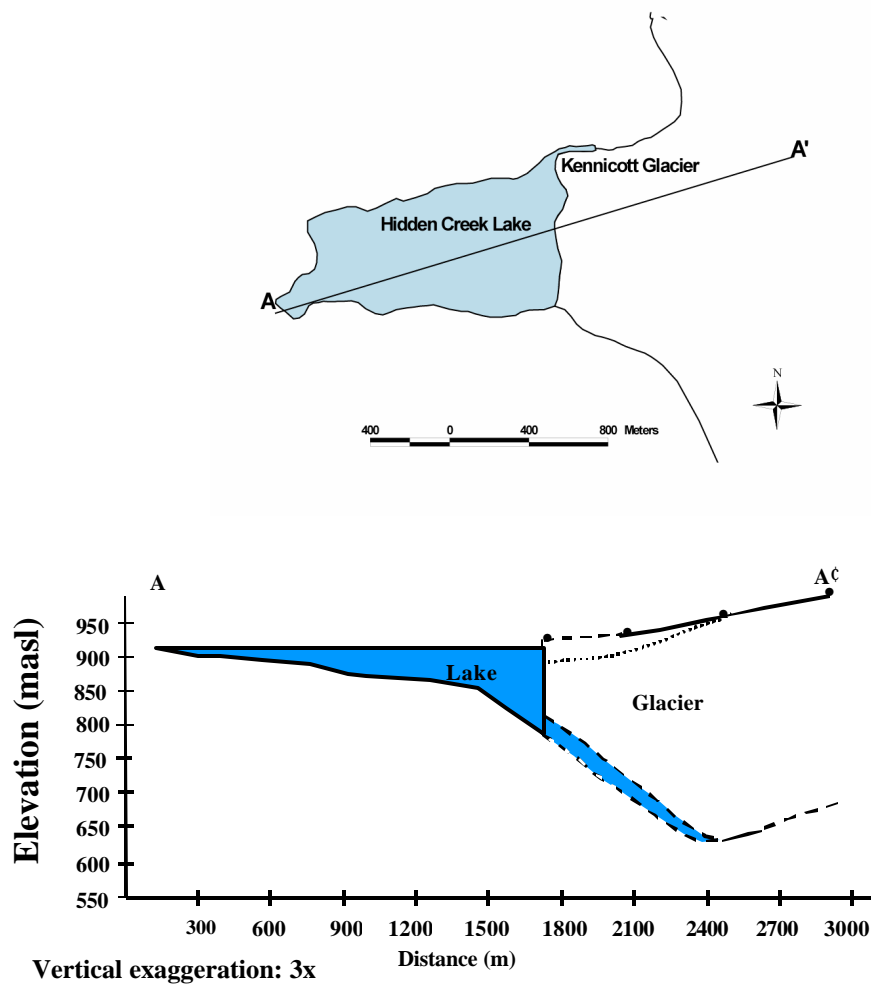 A'
Kennicott Glacier
Hidden Creek Lake
A
N
400 0 400 800 Meters
A A¢
950
900
850
800
750
700
650
600
550
Elevation (masl)
Lake
Glacier
300 600 900 1200 1500 1800 2100 2400 2700 3000
Distance (m)
Vertical exaggeration: 3x